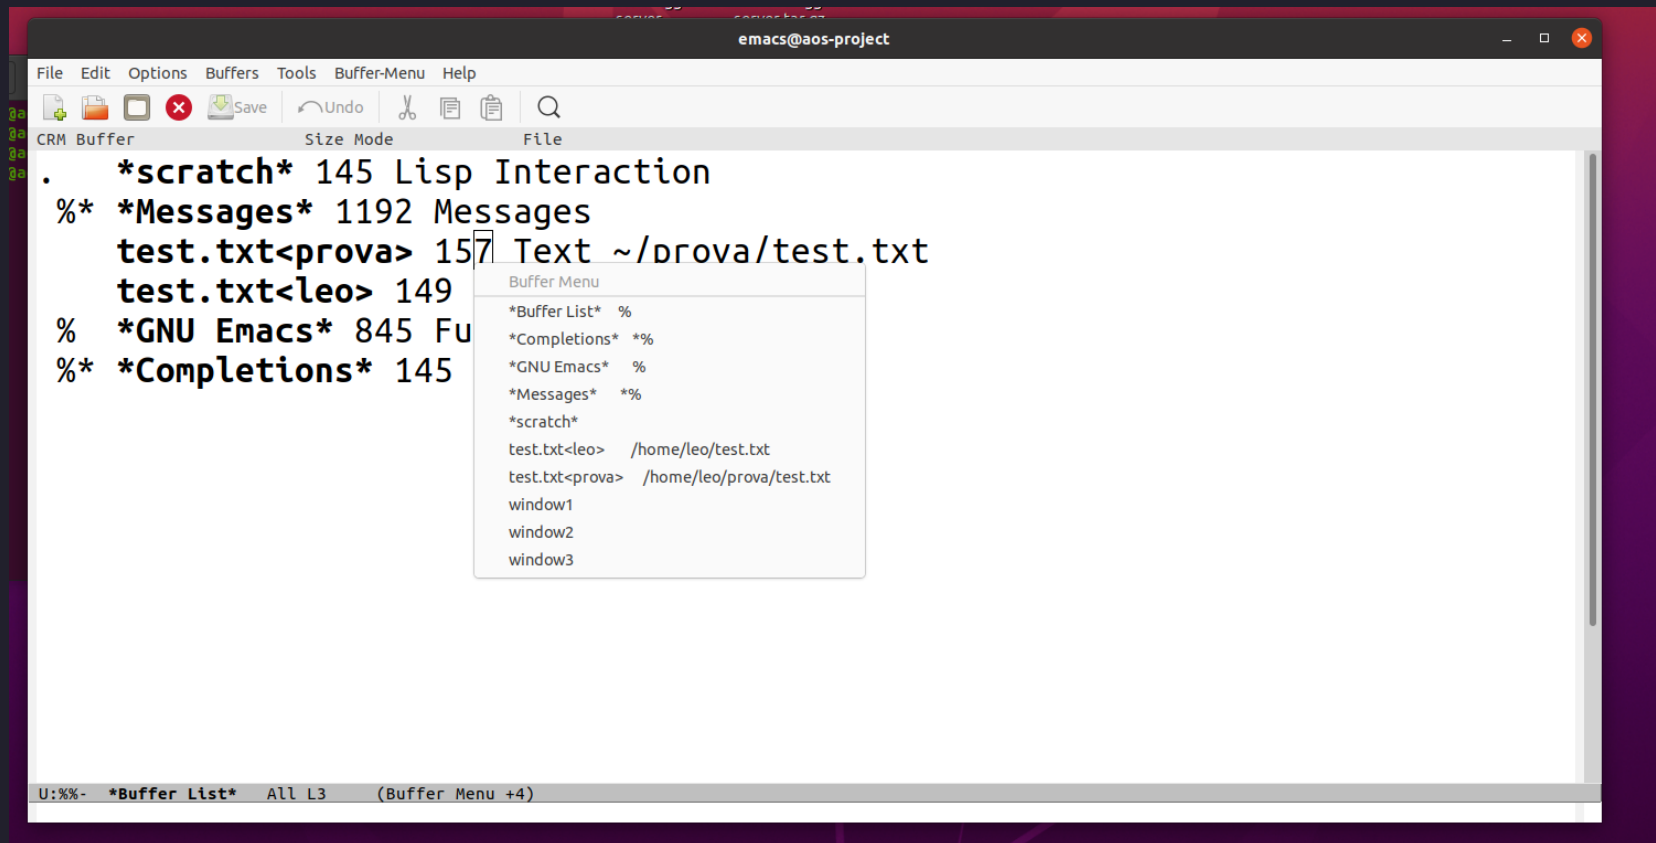 server
server.tar.gz
emacs@aos-project
File Edit Options Buffers Tools Buffer-Menu Help
Save Undo
@a
@a
@a
@a
CRM Buffer Size Mode File
. *scratch* 145 Lisp Interaction
%* *Messages* 1192 Messages
test.txt<prova> 157 Text ~/prova/test.txt
test.txt<leo> 149
% *GNU Emacs* 845 Fu
%* *Completions* 145
Buffer Menu
*Buffer List* %
*Completions* *%
*GNU Emacs* %
*Messages* *%
*scratch*
test.txt<leo> /home/leo/test.txt
test.txt<prova> /home/leo/prova/test.txt
window1
window2
window3
U:%%- *Buffer List* All L3 (Buffer Menu +4)